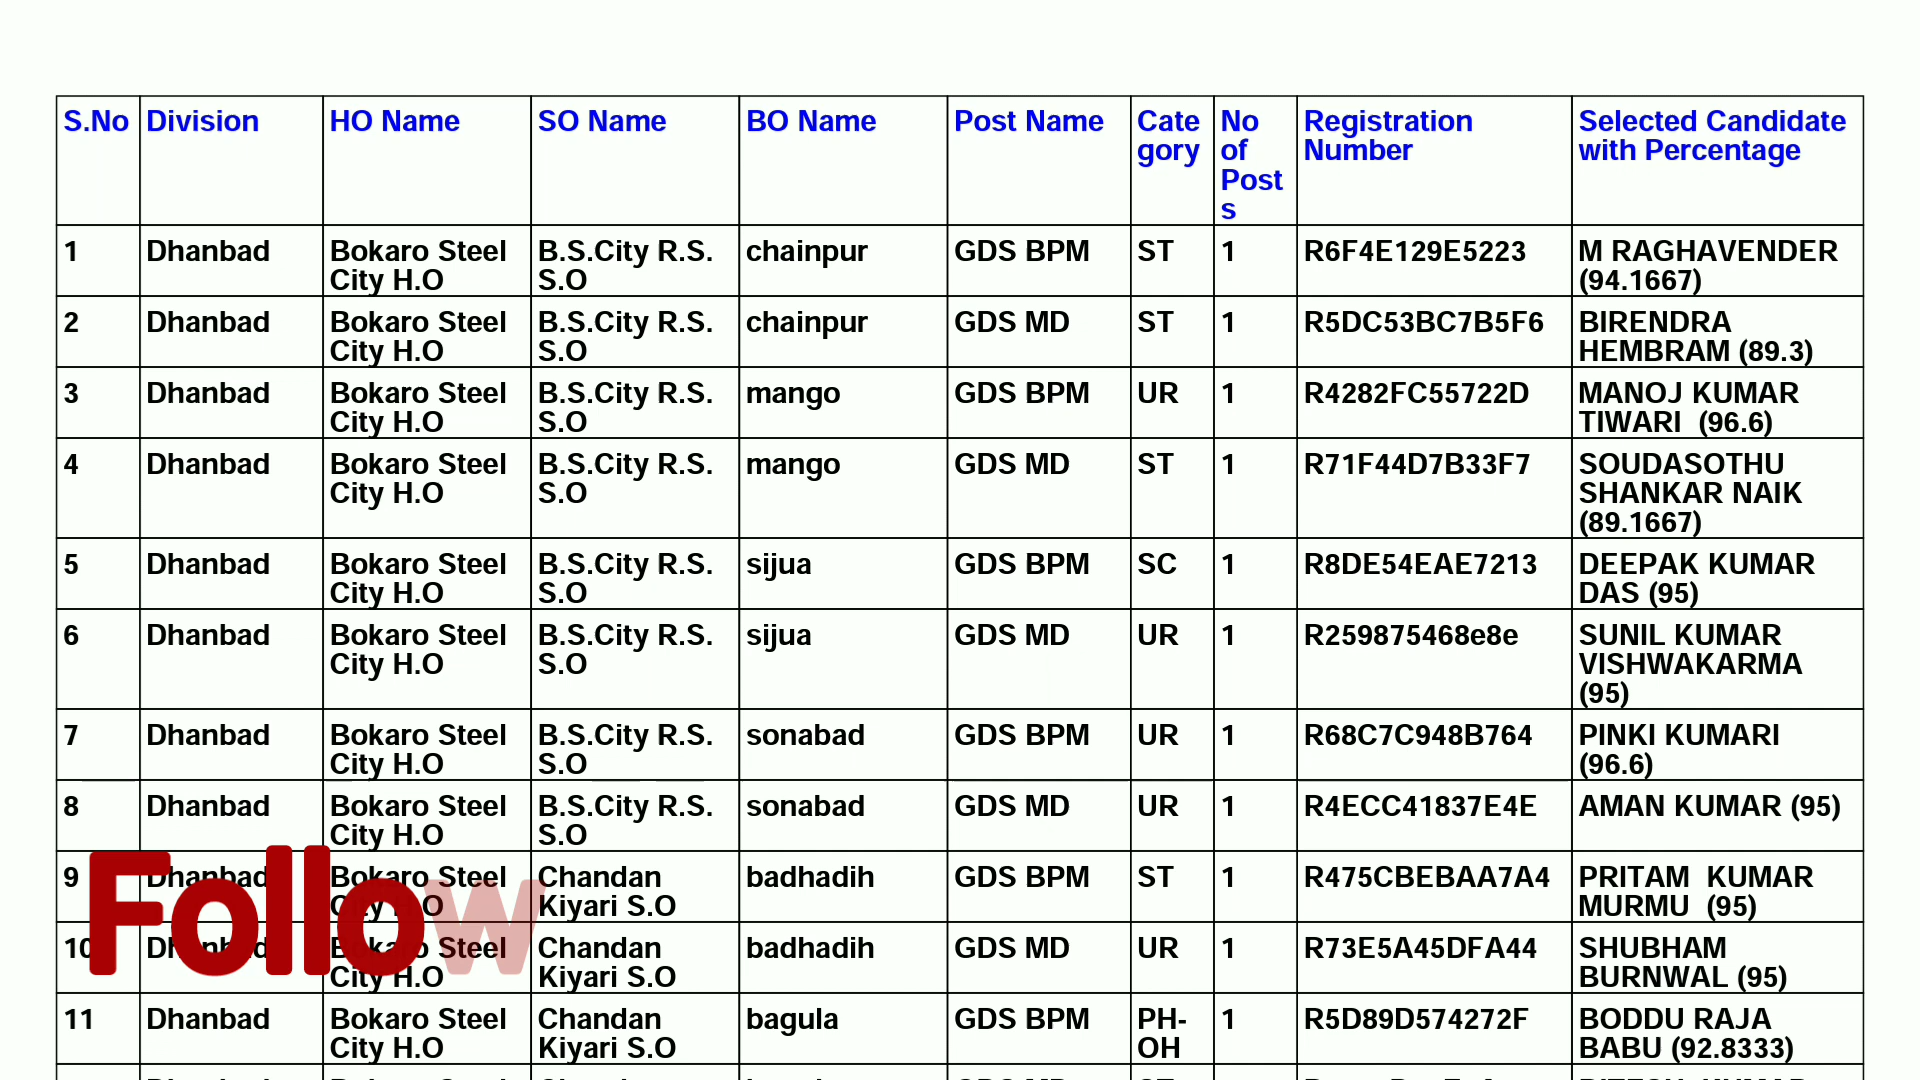 S.No Division HO Name SO Name BO Name Post Name Cate gory No of Post s Registration Number Selected Candidate with Percentage
1 Dhanbad Bokaro Steel City H.O B.S.City R.S. S.O chainpur GDS BPM ST 1 R6F4E129E5223 M RAGHAVENDER (94.1667)
2 Dhanbad Bokaro Steel City H.O B.S.City R.S. S.O chainpur GDS MD ST 1 R5DC53BC7B5F6 BIRENDRA HEMBRAM (89.3)
3 Dhanbad Bokaro Steel City H.O B.S.City R.S. S.O mango GDS BPM UR 1 R4282FC55722D MANOJ KUMAR TIWARI (96.6)
4 Dhanbad Bokaro Steel City H.O B.S.City R.S. S.O mango GDS MD ST 1 R71F44D7B33F7 SOUDASOTHU SHANKAR NAIK (89.1667)
5 Dhanbad Bokaro Steel City H.O B.S.City R.S. S.O sijua GDS BPM SC 1 R8DE54EAE7213 DEEPAK KUMAR DAS (95)
6 Dhanbad Bokaro Steel City H.O B.S.City R.S. S.O sijua GDS MD UR 1 R259875468e8e SUNIL KUMAR VISHWAKARMA (95)
7 Dhanbad Bokaro Steel City H.O B.S.City R.S. S.O sonabad GDS BPM UR 1 R68C7C948B764 PINKI KUMARI (96.6)
8 Dhanbad Bokaro Steel City H.O B.S.City R.S. S.O sonabad GDS MD UR 1 R4ECC41837E4E AMAN KUMAR (95)
9 Dhanbad Bokaro Steel City H.O Chandan Kiyari S.O badhadih GDS BPM ST 1 R475CBEBAA7A4 PRITAM KUMAR MURMU (95)
10 Dhanbad Bokaro Steel City H.O Chandan Kiyari S.O badhadih GDS MD UR 1 R73E5A45DFA44 SHUBHAM BURNWAL (95)
11 Dhanbad Bokaro Steel City H.O Chandan Kiyari S.O bagula GDS BPM PH-OH 1 R5D89D574272F BODDU RAJA BABU (92.8333)
Follow